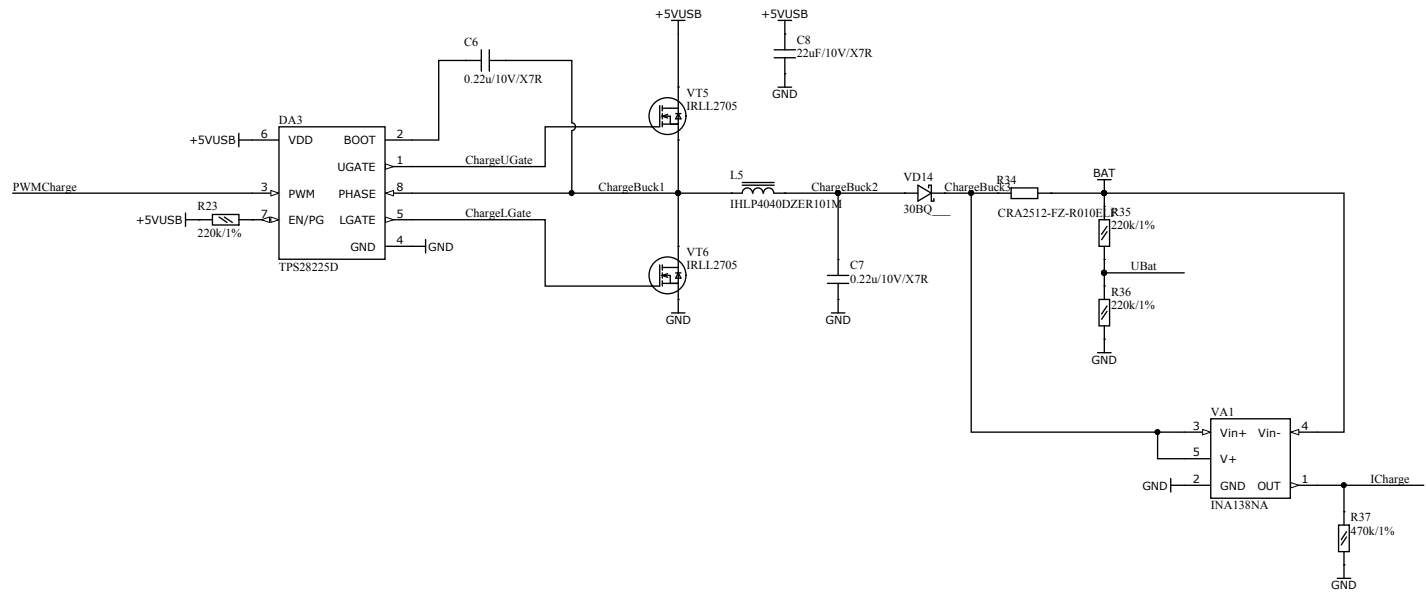 +5VUSB
+5VUSB
C6
0.22u/10V/X7R
C8
22uF/10V/X7R
GND
VT5
IRLL2705
DA3
+5VUSB
6
VDD
BOOT
2
UGATE
1
ChargeUGate
PWMCharge
3
PWM
PHASE
8
ChargeBuck1
L5
IHLP4040DZER101M
ChargeBuck2
VD14
30BQ___
ChargeBuck3
R34
CRA2512-FZ-R010ELF
BAT
R35
220k/1%
+5VUSB
R23
220k/1%
7
EN/PG
LGATE
5
ChargeLGate
GND
4
GND
TPS28225D
VT6
IRLL2705
GND
C7
0.22u/10V/X7R
GND
UBat
R36
220k/1%
GND
VA1
3
Vin+
Vin-
4
5
V+
GND
2
GND
OUT
1
ICharge
INA138NA
R37
470k/1%
GND